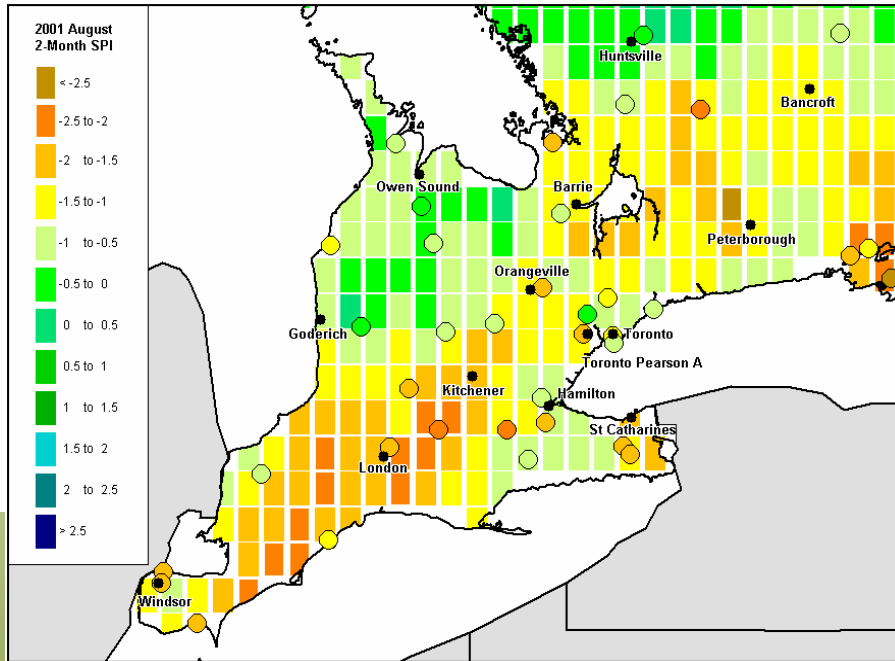 2001 August
2-Month SPI
< -2.5
-2.5 to -2
-2 to -1.5
-1.5 to -1
-1 to -0.5
-0.5 to 0
0 to 0.5
0.5 to 1
1 to 1.5
1.5 to 2
2 to 2.5
> 2.5
Huntsville
Bancroft
Owen Sound
Barrie
Peterborough
Orangeville
Goderich
Toronto
Toronto Pearson A
Kitchener
Hamilton
St Catharines
London
Windsor